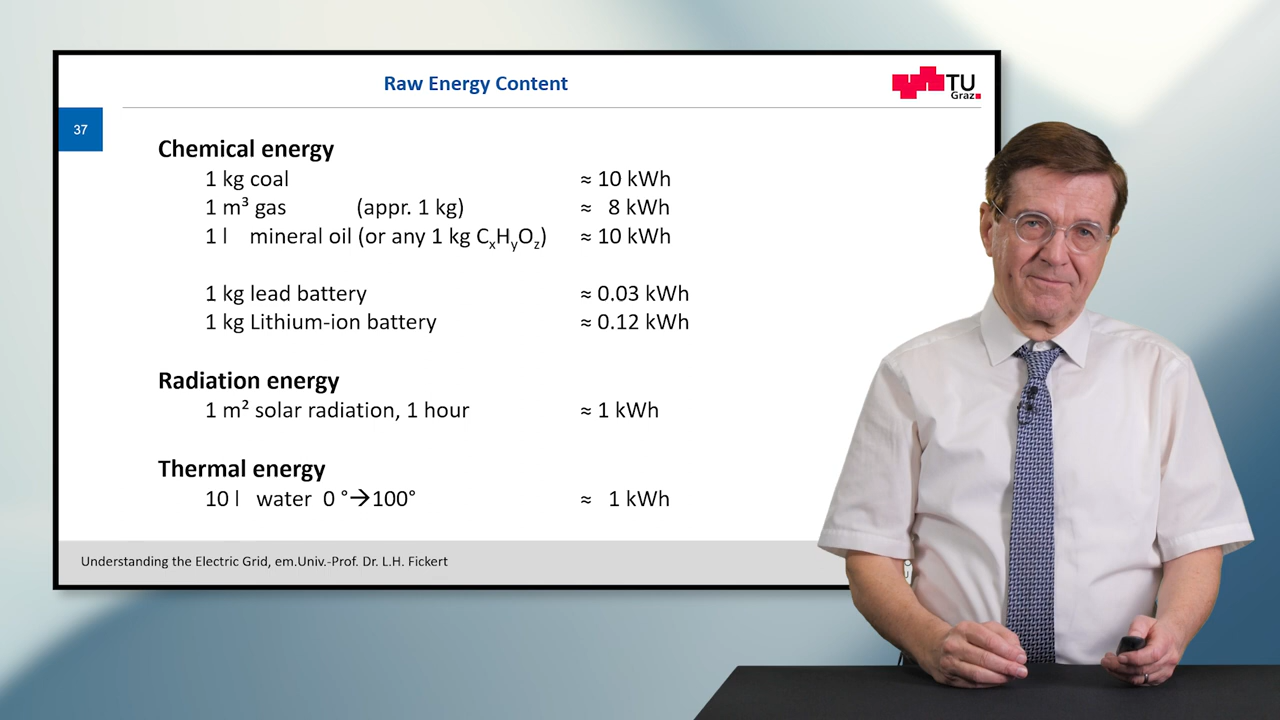 Raw Energy Content
TU
Graz
37
Chemical energy
1 kg coal ≈ 10 kWh
1 m³ gas (appr. 1 kg) ≈ 8 kWh
1 l mineral oil (or any 1 kg CxHyOz) ≈ 10 kWh
1 kg lead battery ≈ 0.03 kWh
1 kg Lithium-ion battery ≈ 0.12 kWh
Radiation energy
1 m² solar radiation, 1 hour ≈ 1 kWh
Thermal energy
10 l water 0 °→100° ≈ 1 kWh
Understanding the Electric Grid, em.Univ.-Prof. Dr. L.H. Fickert